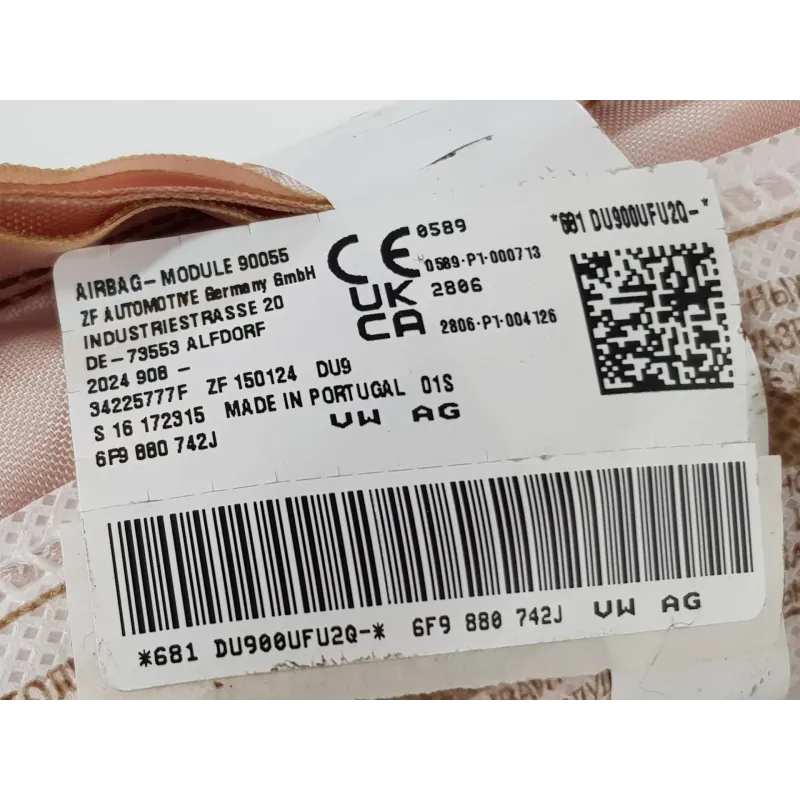 AIRBAG-MODULE 90055
ZF AUTOMOTIVE Germany GmbH
INDUSTRIESTRASSE 20
DE-73553 ALFDORF
2024 908 -
34225777F ZF 150124 DU9
S 16 172315 MADE IN PORTUGAL 01S
6F9 880 742J VW AG
CE 0589
0589-P1-000713
UK 2806
CA 2806-P1-004126
*681 DU900UFU2Q-*
*681 DU900UFU2Q-* 6F9 880 742J VW AG